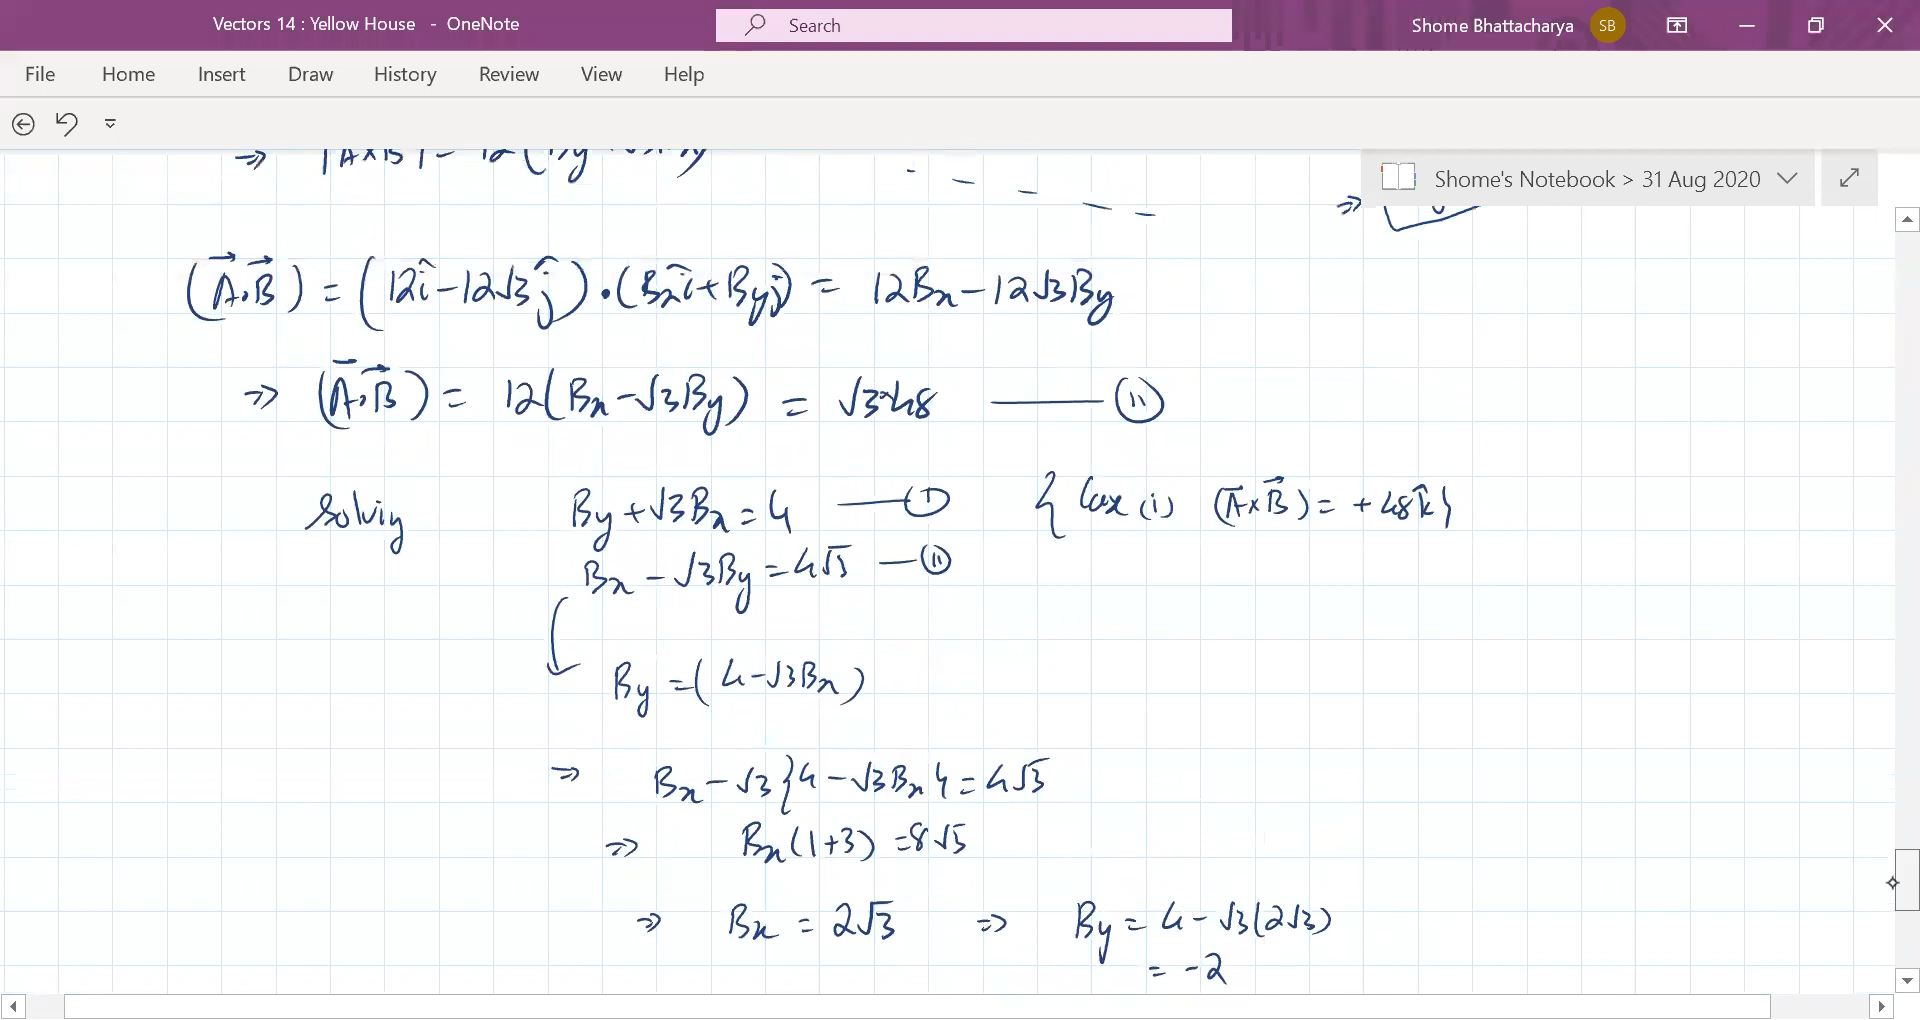 Vectors 14 : Yellow House - OneNote
Search
Shome Bhattacharya SB
File Home Insert Draw History Review View Help
Shome's Notebook > 31 Aug 2020
⇒ |A×B| = 12(By
⇒
(A⃗.B⃗) = (12î-12√3ĵ)•(Bxî+Byĵ) = 12Bx-12√3By
⇒ (A⃗.B⃗) = 12(Bx-√3By) = √3×48 —— (ii)
By+√3Bx=4 —— (I) { Case (i) (A⃗×B⃗)= +48k̂}
Bx-√3By=4√3 — (ii)
By =(4-√3Bx)
⇒ Bx-√3{4-√3Bx}=4√3
⇒ Bx(1+3) =8√3
⇒ Bx = 2√3 ⇒ By = 4-√3(2√3)
= -2